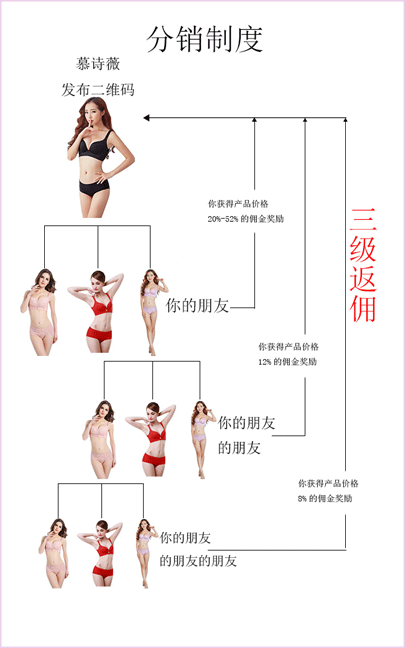 分销制度
慕诗薇
发布二维码
你获得产品价格
20%-52% 的佣金奖励
三级返佣
你的朋友
你获得产品价格
12% 的佣金奖励
你的朋友
的朋友
你获得产品价格
8% 的佣金奖励
你的朋友
的朋友的朋友